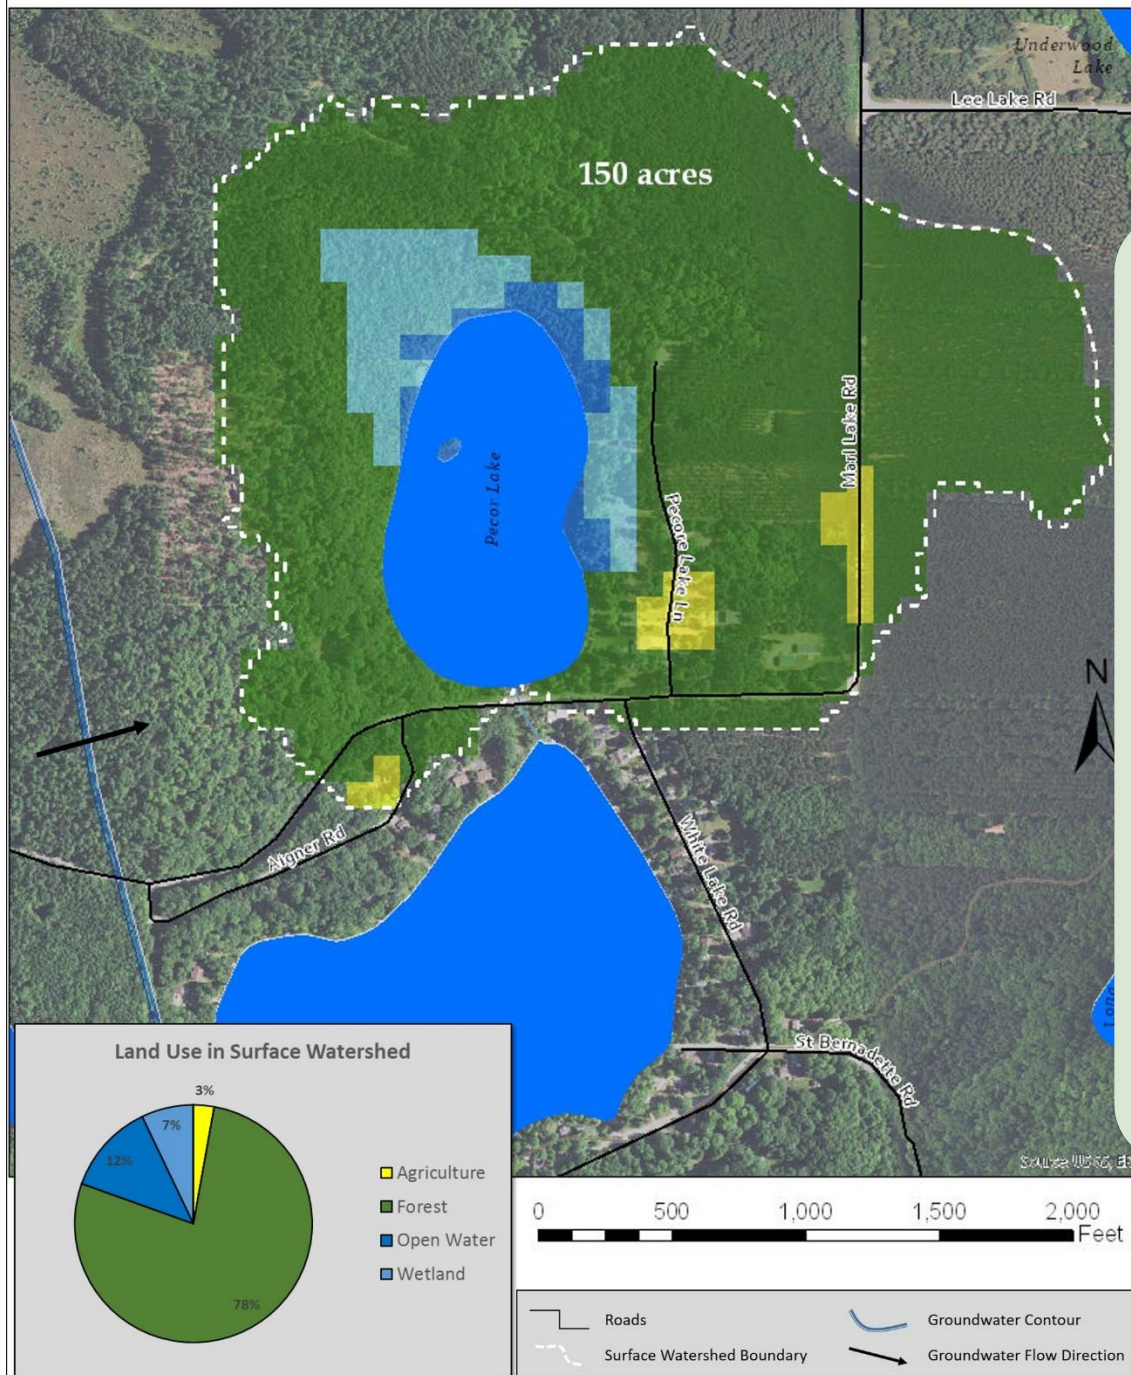 Underwood
Lake
Lee Lake Rd
150 acres
Marl Lake Rd
Pecor Lake
Pecore Lake Ln
N
Aigner Rd
White Lake Rd
Long
St Bernadette Rd
Land Use in Surface Watershed
3%
7%
12%
78%
Agriculture
Forest
Open Water
Wetland
0 500 1,000 1,500 2,000
Feet
Roads
Groundwater Contour
Surface Watershed Boundary
Groundwater Flow Direction